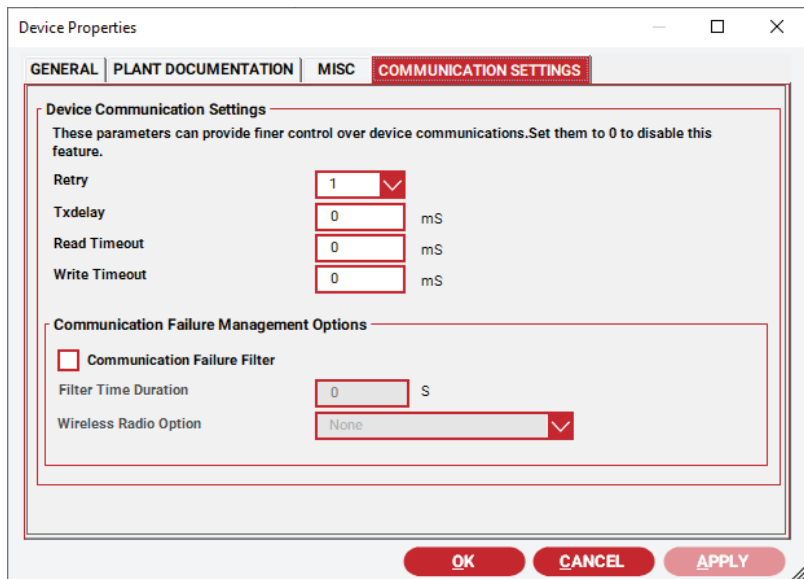 Device Properties
GENERAL PLANT DOCUMENTATION MISC COMMUNICATION SETTINGS
Device Communication Settings
These parameters can provide finer control over device communications.Set them to 0 to disable this
feature.
Retry 1
Txdelay 0 mS
Read Timeout 0 mS
Write Timeout 0 mS
Communication Failure Management Options
Communication Failure Filter
Filter Time Duration 0 S
Wireless Radio Option None
OK CANCEL APPLY